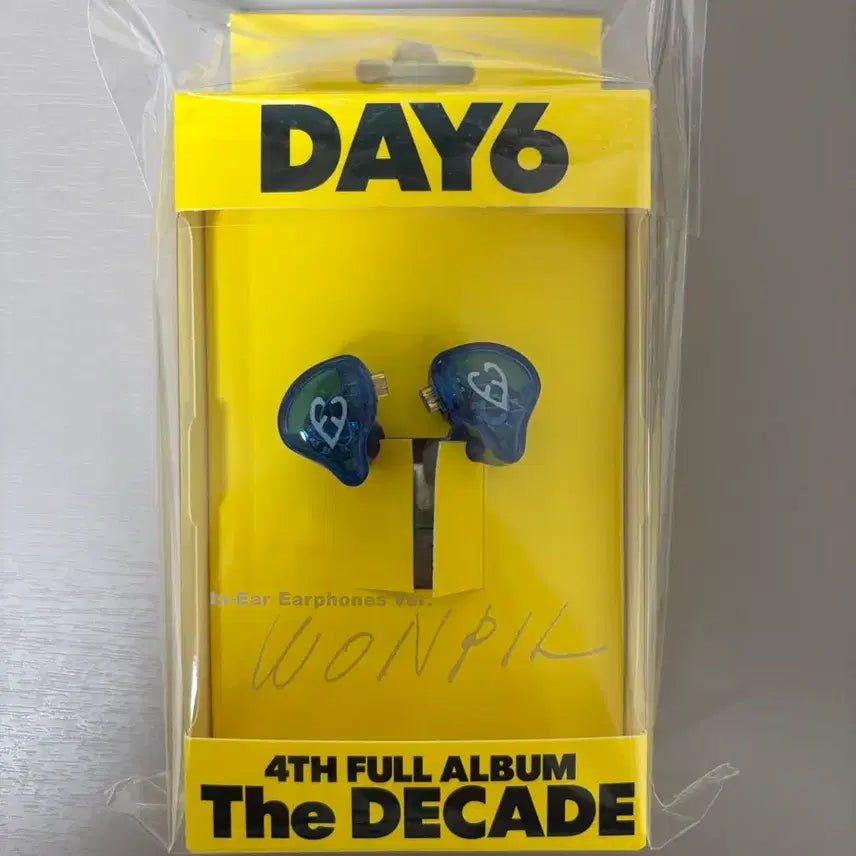 DAY6
In-Ear Earphones Ver.
WONPIL
4TH FULL ALBUM
The DECADE